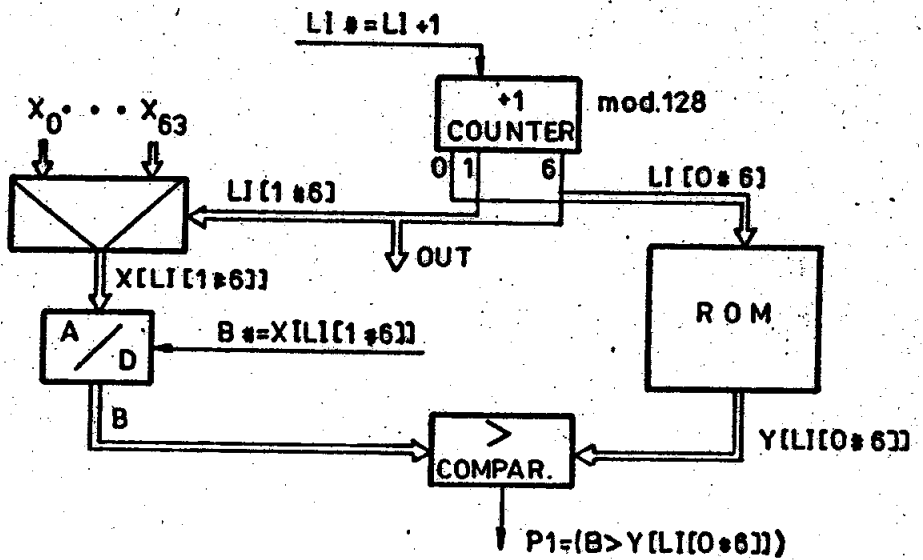 LI *=LI +1
+1
COUNTER
mod.128
X0 · · · X63
0 1 6
LI [1*6]
LI [0*6]
OUT
X[LI[1*6]]
ROM
A/D
B *=X[LI[1*6]]
B
>
COMPAR.
Y[LI[0*6]]
P1=(B>Y[LI[0*6]])